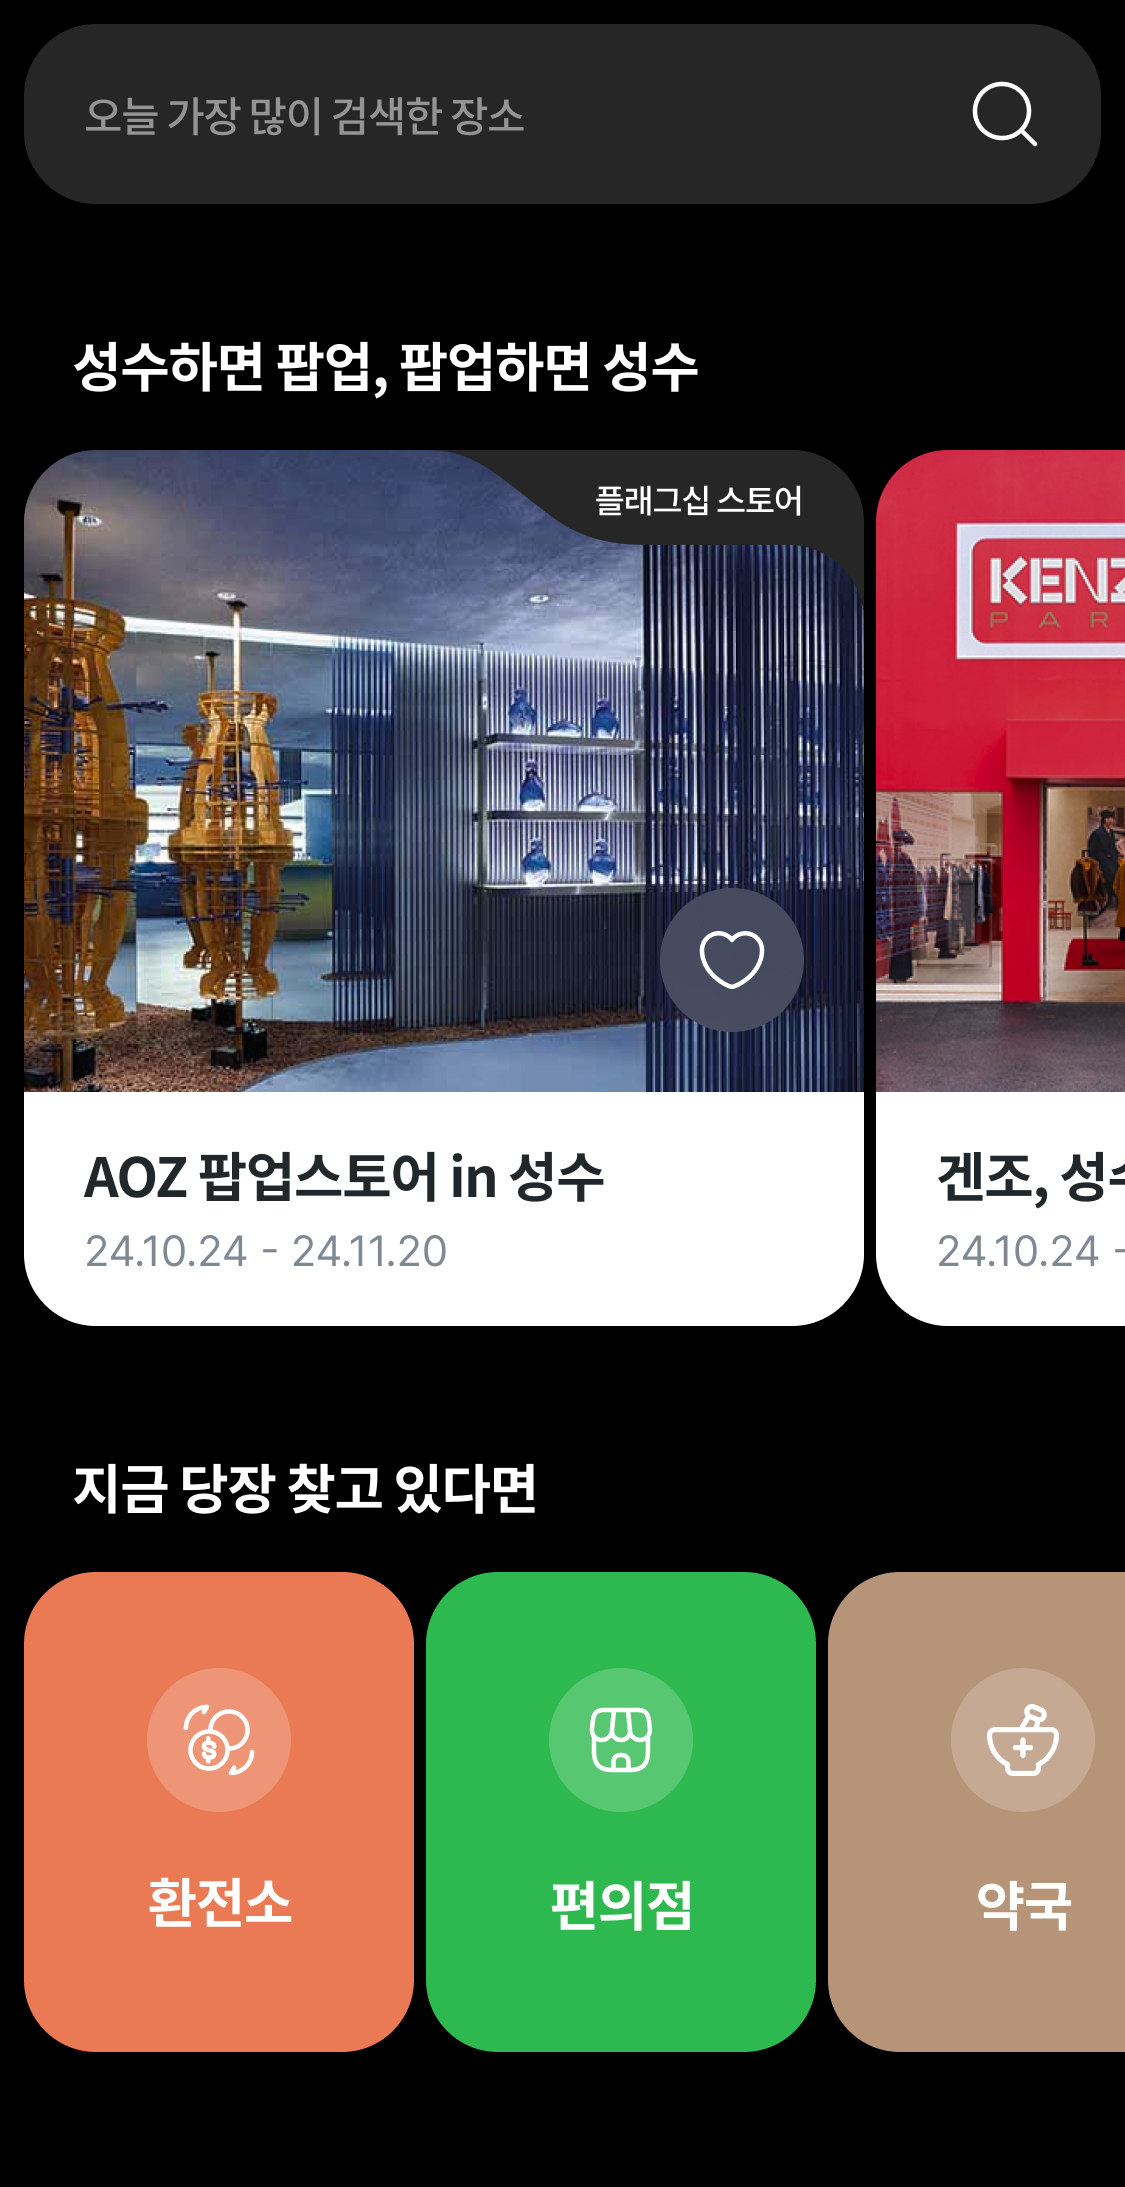 오늘 가장 많이 검색한 장소
성수하면 팝업, 팝업하면 성수
플래그십 스토어
AOZ 팝업스토어 in 성수
24.10.24 - 24.11.20
겐조,
24.10.24 -
지금 당장 찾고 있다면
환전소
편의점
약국